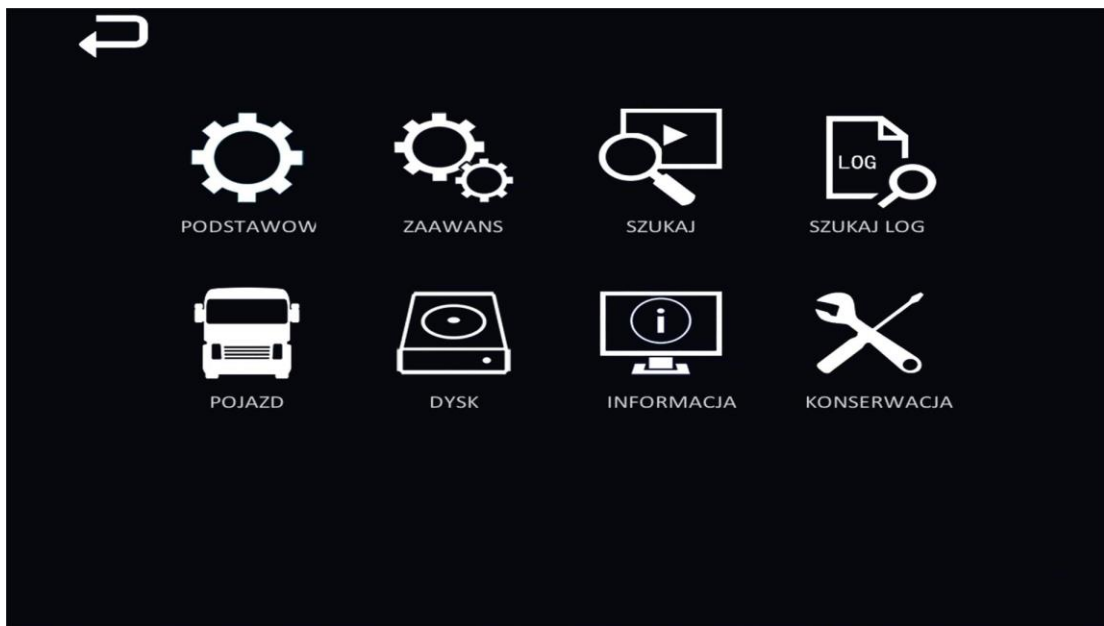 LOG
PODSTAWOW
ZAAWANS
SZUKAJ
SZUKAJ LOG
i
POJAZD
DYSK
INFORMACJA
KONSERWACJA